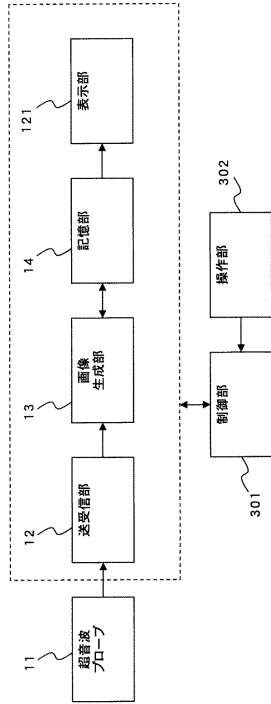 11
超音波
プローブ
12
送受信部
13
画像
生成部
14
記憶部
121
表示部
301
制御部
302
操作部